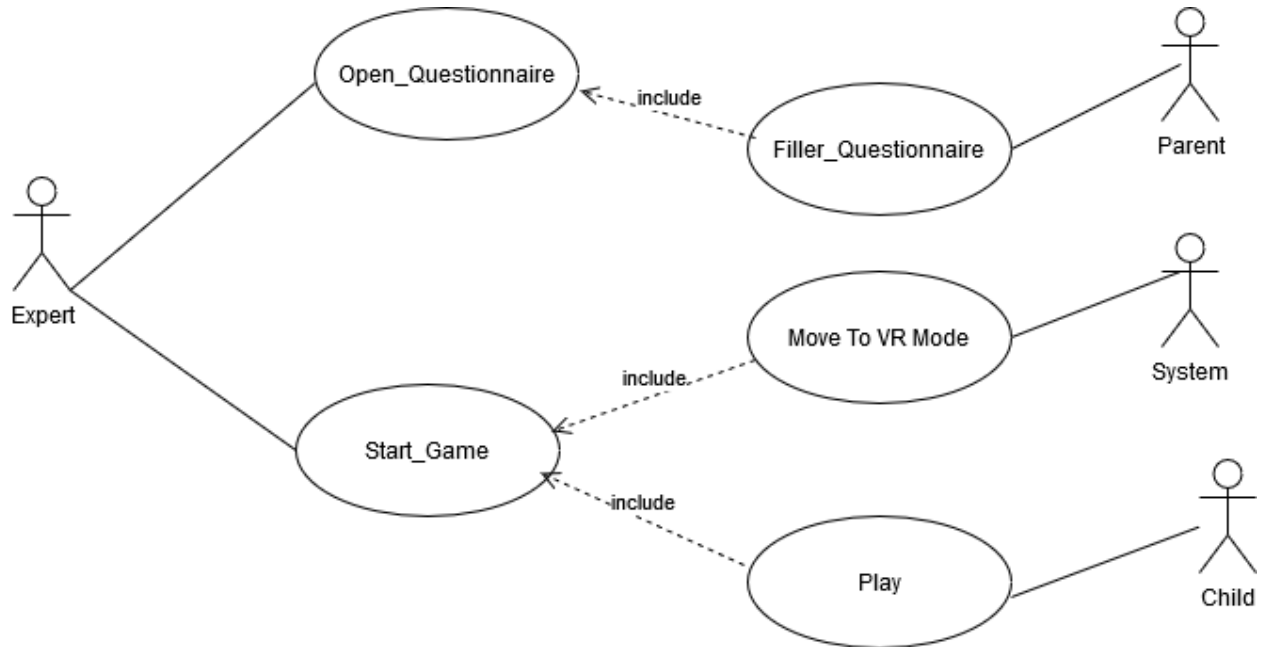 Open_Questionnaire
include
Filler_Questionnaire
Parent
Expert
Move To VR Mode
System
include
Start_Game
include
Play
Child